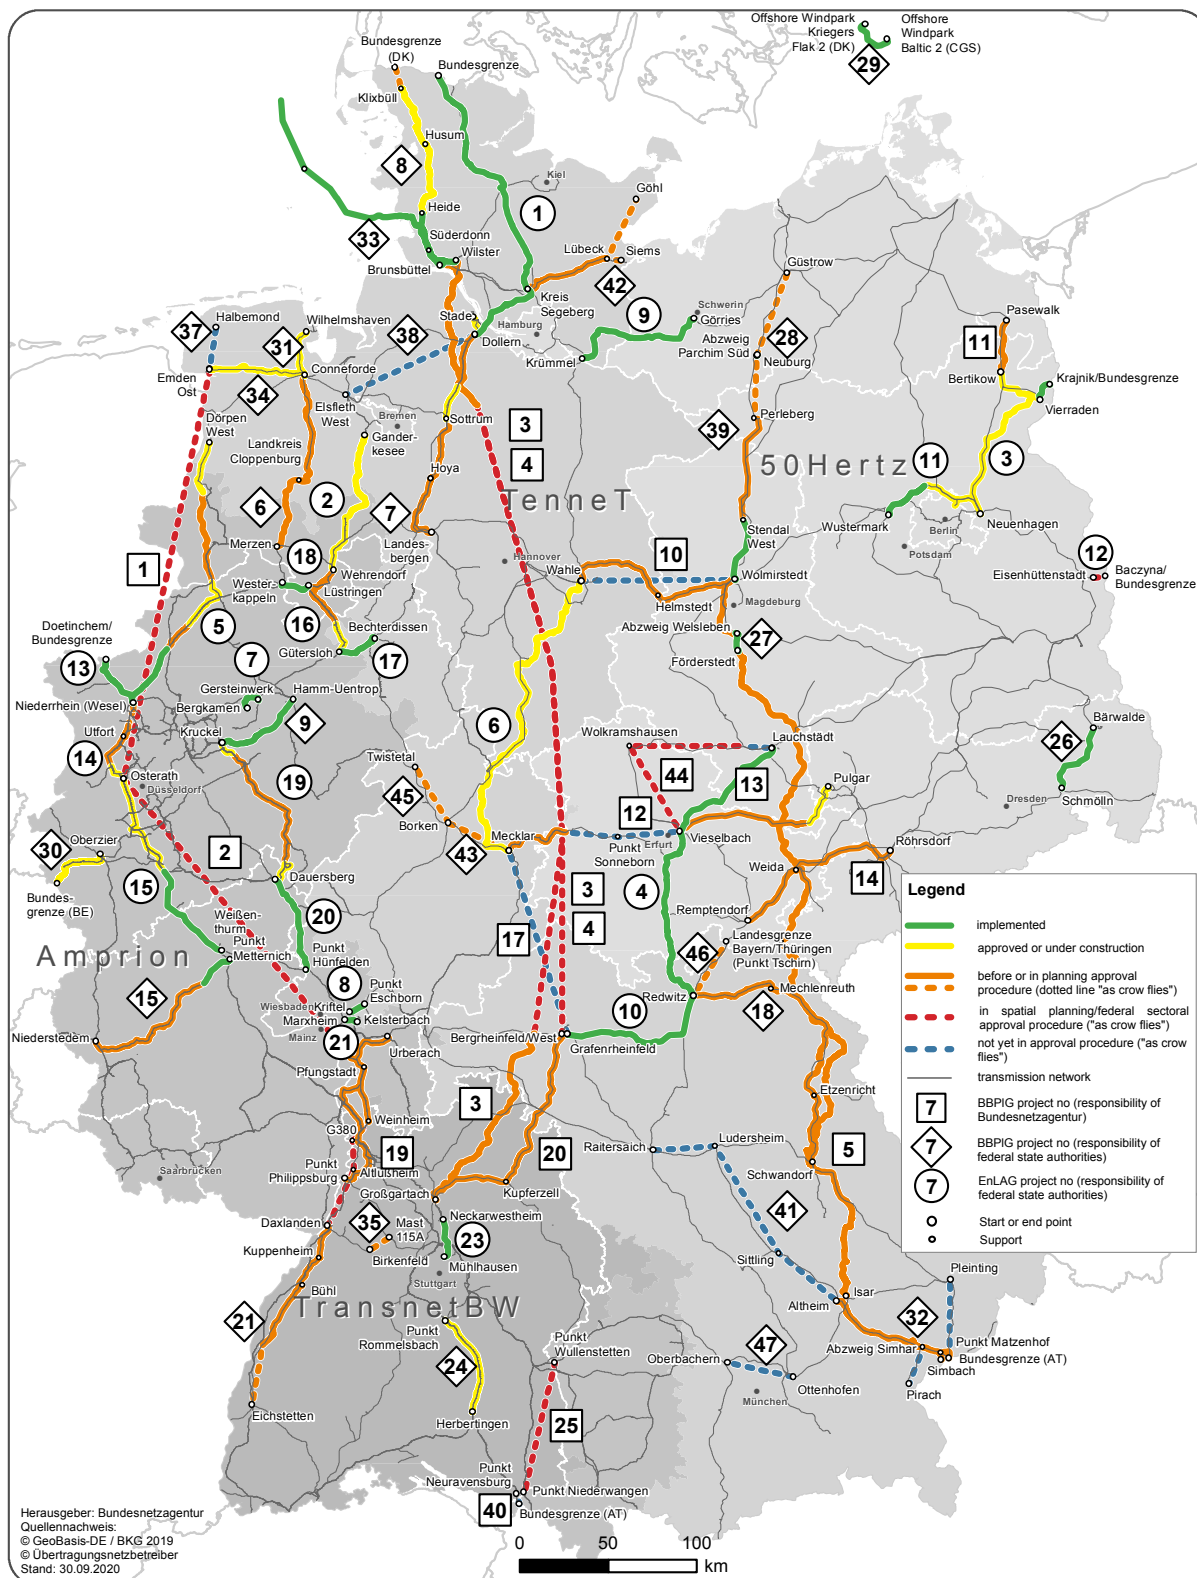 Offshore Windpark
Kriegers
Flak 2 (DK)
Offshore
Windpark
Baltic 2 (CGS)
29
Bundesgrenze
(DK)
Bundesgrenze
Klixbüll
Husum
8
Kiel
Göhl
1
Heide
33
Süderdonn
Wilster
Brunsbüttel
Lübeck
Siems
42
Güstrow
Kreis
Segeberg
Schwerin
Görries
9
37
Halbemond
Wilhelmshaven
31
38
Stade
Hamburg
Dollern
Krümmel
Abzweig
Parchim Süd
28
Neuburg
Pasewalk
11
Bertikow
Krajnik/Bundesgrenze
Vierraden
Emden
Ost
34
Conneforde
Elsfleth
West
Bremen
Sottrum
3
4
Perleberg
39
Dörpen
West
Landkreis
Cloppenburg
Gander-
kesee
50Hertz
11
3
Hoya
TenneT
6
2
7
Wustermark
Berlin
Neuenhagen
Potsdam
Merzen
Landes-
bergen
Stendal
West
1
18
Wehrendorf
Hannover
Wahle
10
Wolmirstedt
12
Eisenhüttenstadt
Baczyna/
Bundesgrenze
Wester-
kappeln
Lüstringen
Helmstedt
Magdeburg
5
16
Bechterdissen
Abzweig Welsleben
27
Doetinchem/
Bundesgrenze
7
Gütersloh
17
Förderstedt
13
Gersteinwerk
Hamm-Uentrop
Bergkamen
Niederrhein (Wesel)
9
Utfort
Kruckel
6
Wolkramshausen
Lauchstädt
Bärwalde
26
14
Osterath
Düsseldorf
19
Twistetal
44
13
Pulgar
Schmölln
45
Borken
12
Dresden
Mecklar
Punkt
Sonneborn
Erfurt
Vieselbach
Röhrsdorf
30
Oberzier
2
43
14
Weida
Bundes-
grenze (BE)
15
Dauersberg
3
4
4
Remptendorf
20
Weißen-
thurm
17
46
Landesgrenze
Bayern/Thüringen
(Punkt Tschirn)
Amprion
Punkt
Metternich
Punkt
Hünfelden
15
8
Punkt
Eschborn
Redwitz
Mechlenreuth
18
Wiesbaden
Kriftel
Marxheim
Kelsterbach
Mainz
10
Niederstedem
21
Urberach
Bergrheinfeld/West
Grafenrheinfeld
Pfungstadt
3
Etzenricht
Weinheim
G380
19
20
Raitersaich
Ludersheim
5
Saarbrücken
Punkt
Philippsburg
Altlußheim
Großgartach
Kupferzell
Schwandorf
41
Daxlanden
35
Mast
115A
Neckarwestheim
23
Kuppenheim
Birkenfeld
Mühlhausen
Sittling
Stuttgart
Pleinting
Bühl
TransnetBW
Altheim
Isar
21
Punkt
Rommelsbach
32
Punkt Matzenhof
Abzweig Simhar
Bundesgrenze (AT)
Simbach
Punkt
Wullenstetten
Oberbachern
47
24
Pirach
München
Ottenhofen
Eichstetten
Herbertingen
25
Punkt
Neuravensburg
Punkt Niederwangen
40
Bundesgrenze (AT)
Legend
implemented
approved or under construction
before or in planning approval
procedure (dotted line "as crow flies")
in spatial planning/federal sectoral
approval procedure ("as crow flies")
not yet in approval procedure ("as crow
flies")
transmission network
7
BBPlG project no (responsibility of
Bundesnetzagentur)
7
BBPlG project no (responsibility of
federal state authorities)
7
EnLAG project no (responsibility of
federal state authorities)
Start or end point
Support
Herausgeber: Bundesnetzagentur
Quellennachweis:
© GeoBasis-DE / BKG 2019
© Übertragungsnetzbetreiber
Stand: 30.09.2020
0 50 100
km